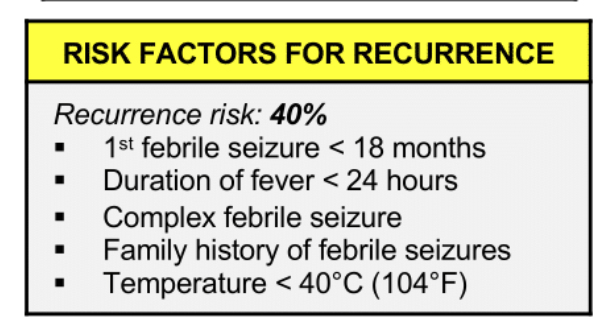 RISK FACTORS FOR RECURRENCE
Recurrence risk: 40%
▪ 1st febrile seizure < 18 months
▪ Duration of fever < 24 hours
▪ Complex febrile seizure
▪ Family history of febrile seizures
▪ Temperature < 40°C (104°F)